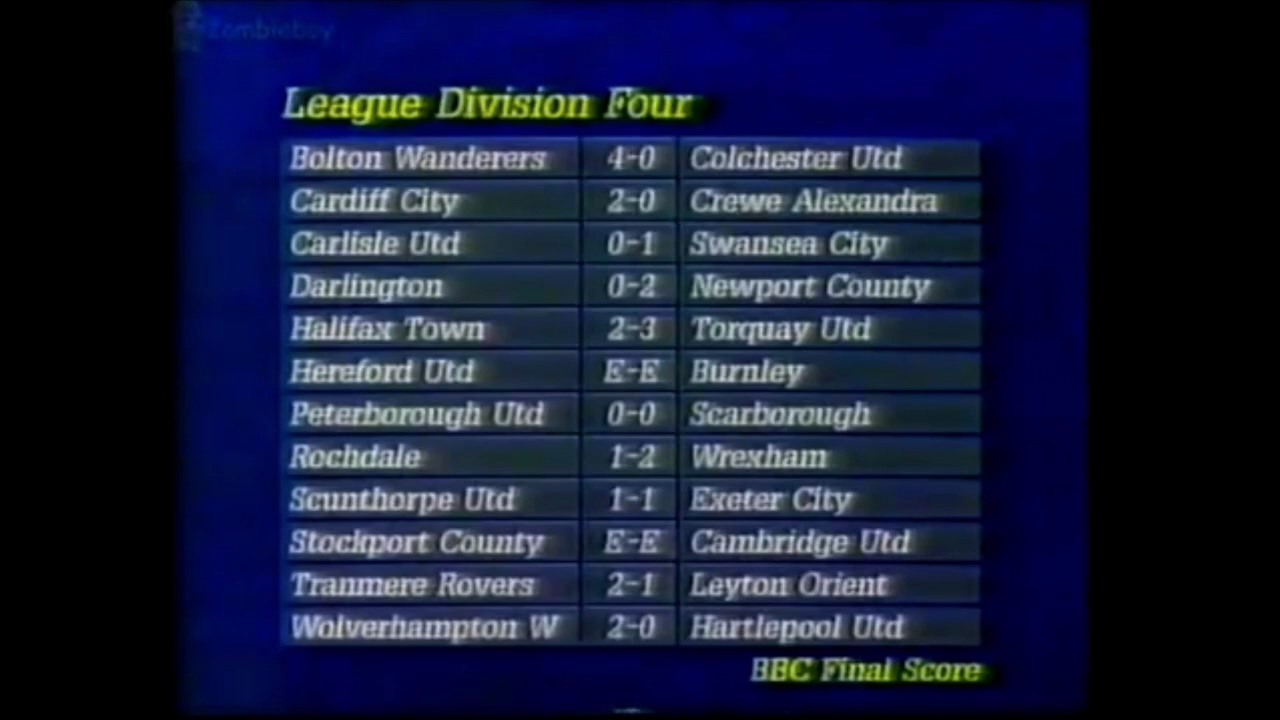 Zombieboy
League Division Four
Bolton Wanderers 4-0 Colchester Utd
Cardiff City 2-0 Crewe Alexandra
Carlisle Utd 0-1 Swansea City
Darlington 0-2 Newport County
Halifax Town 2-3 Torquay Utd
Hereford Utd E-E Burnley
Peterborough Utd 0-0 Scarborough
Rochdale 1-2 Wrexham
Scunthorpe Utd 1-1 Exeter City
Stockport County E-E Cambridge Utd
Tranmere Rovers 2-1 Leyton Orient
Wolverhampton W 2-0 Hartlepool Utd
BBC Final Score